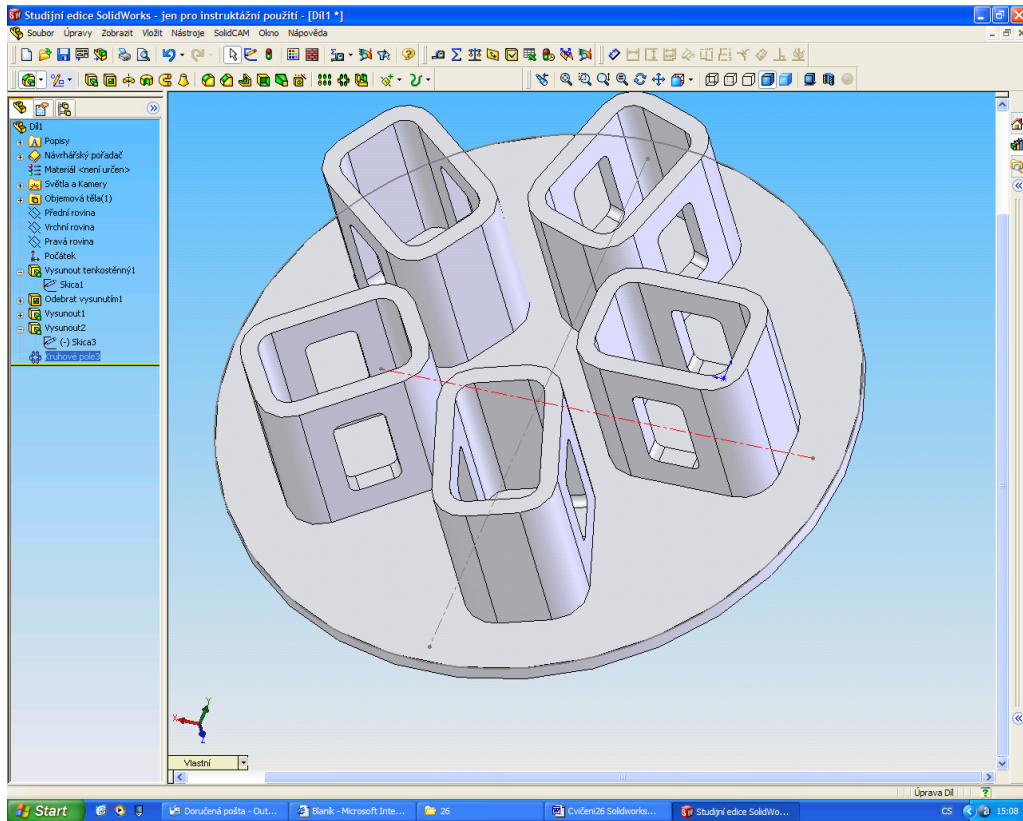 Studijní edice SolidWorks - jen pro instruktážní použití - [Díl1 *]
Soubor Úpravy Zobrazit Vložit Nástroje SolidCAM Okno Nápověda
Díl1
Popisy
Návrhářský pořadač
Materiál <není určen>
Světla a Kamery
Objemová těla(1)
Přední rovina
Vrchní rovina
Pravá rovina
Počátek
Vysunout tenkostěnný1
Skica1
Odebrat vysunutím1
Vysunout1
Vysunout2
(-) Skica3
Kruhové pole3
Y
X
Z
Vlastní
Úprava Díl
Start
Doručená pošta - Out...
Blaník - Microsoft Inte...
26
Cvičení26 Solidworks...
Studijní edice SolidWo...
CS
15:08